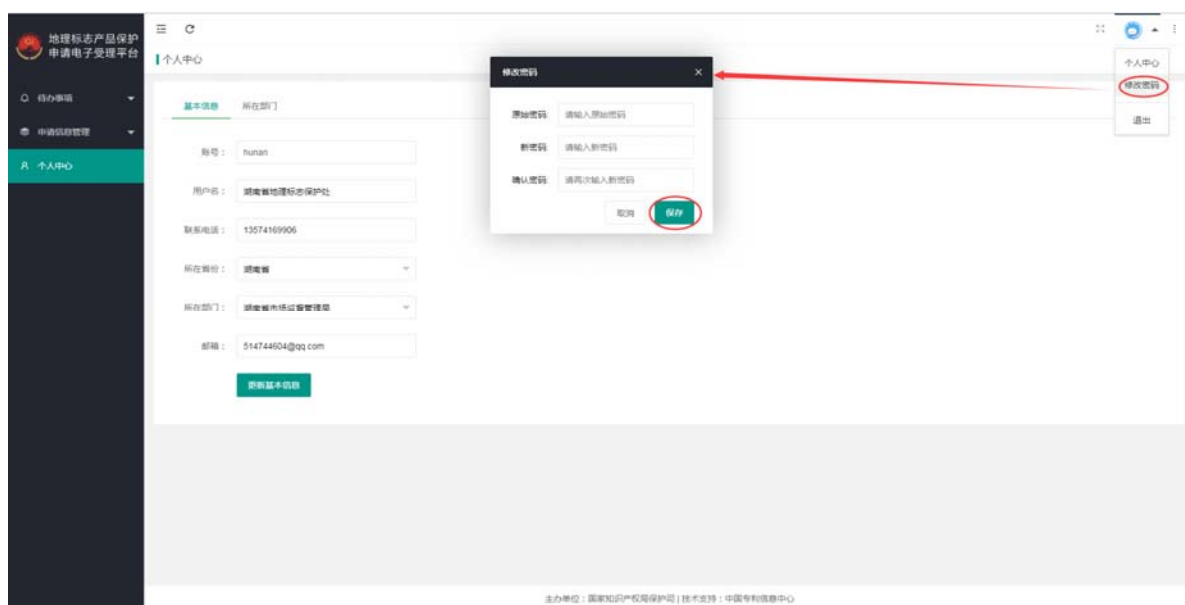 地理标志产品保护
申请电子受理平台
个人中心
待办事项
申请信息管理
个人中心
基本信息 所在部门
账号： hunan
用户名： 湖南省地理标志保护处
联系电话： 13574169906
所在省份： 湖南省
所在部门： 湖南省市场监督管理局
邮箱： 514744604@qq.com
更新基本信息
修改密码 ×
原始密码 请输入原始密码
新密码 请输入新密码
确认密码 请再次输入新密码
取消 保存
个人中心
修改密码
退出
主办单位：国家知识产权局保护司 | 技术支持：中国专利信息中心